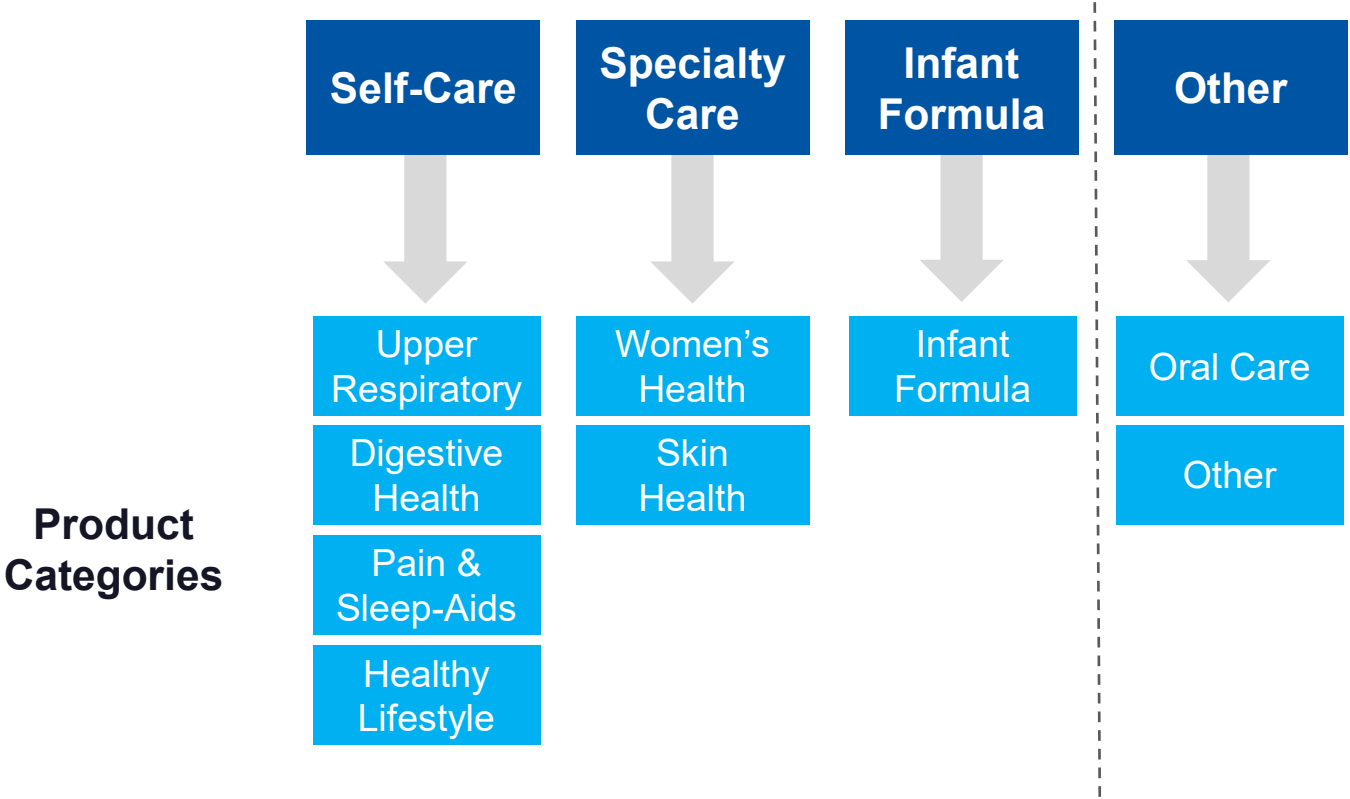 Self-Care
Specialty
Care
Infant
Formula
Other
Product
Categories
Upper
Respiratory
Digestive
Health
Pain &
Sleep-Aids
Healthy
Lifestyle
Women’s
Health
Skin
Health
Infant
Formula
Oral Care
Other